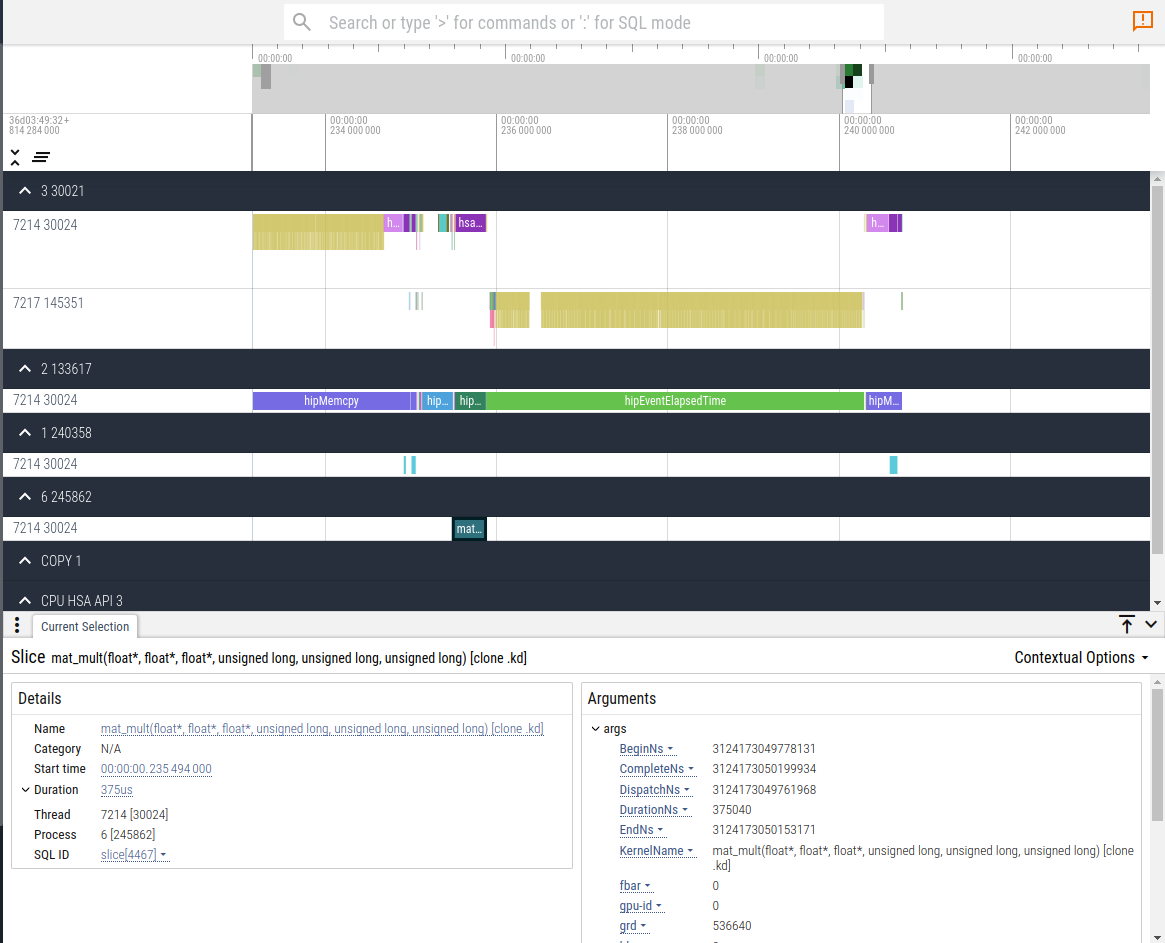 Search or type '>' for commands or ':' for SQL mode
00:00:00 00:00:00 00:00:00 00:00:00
36d03:49:32+
814 284 000
00:00:00 00:00:00 00:00:00 00:00:00 00:00:00
234 000 000 236 000 000 238 000 000 240 000 000 242 000 000
3 30021
7214 30024 h... hsa... h...
7217 145351
2 133617
7214 30024 hipMemcpy hip... hip... hipEventElapsedTime hipM...
1 240358
7214 30024
6 245862
7214 30024 mat...
COPY 1
CPU HSA API 3
Current Selection
Slice mat_mult(float*, float*, float*, unsigned long, unsigned long, unsigned long) [clone .kd]
Contextual Options
Details
Name mat_mult(float*, float*, float*, unsigned long, unsigned long, unsigned long) [clone .kd]
Category N/A
Start time 00:00:00.235 494 000
Duration 375us
Thread 7214 [30024]
Process 6 [245862]
SQL ID slice[4467]
Arguments
args
BeginNs 3124173049778131
CompleteNs 3124173050199934
DispatchNs 3124173049761968
DurationNs 375040
EndNs 3124173050153171
KernelName mat_mult(float*, float*, float*, unsigned long, unsigned long, unsigned long) [clone
.kd]
fbar 0
gpu-id 0
grd 536640